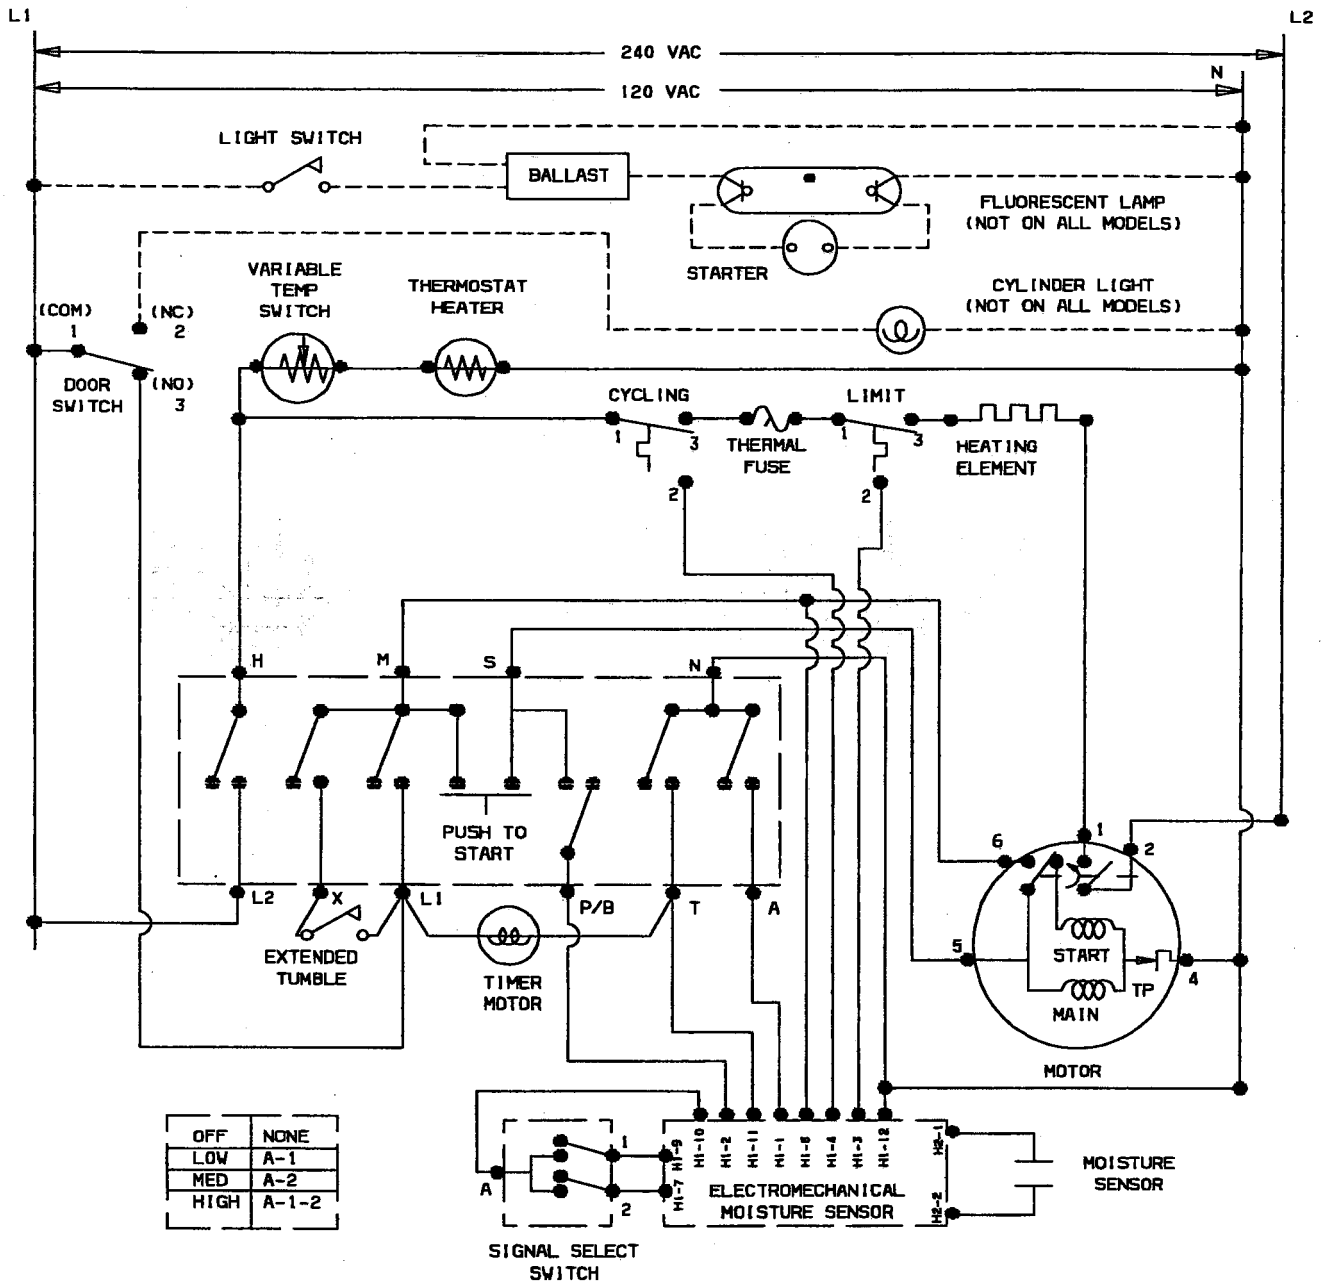 L1
L2
240 VAC
N
120 VAC
LIGHT SWITCH
BALLAST
FLUORESCENT LAMP
(NOT ON ALL MODELS)
STARTER
VARIABLE
TEMP
SWITCH
THERMOSTAT
HEATER
CYLINDER LIGHT
(NOT ON ALL MODELS)
(COM)
1
(NC)
2
DOOR
SWITCH
(NO)
3
CYCLING
1
3
2
THERMAL
FUSE
LIMIT
1
3
2
HEATING
ELEMENT
H
M
S
N
PUSH TO
START
L2
X
L1
P/B
T
A
EXTENDED
TUMBLE
TIMER
MOTOR
6
1
2
5
START
4
TP
MAIN
MOTOR
OFF NONE
LOW A-1
MED A-2
HIGH A-1-2
A
1
2
SIGNAL SELECT
SWITCH
H1-9
H1-7
H1-10
H1-2
H1-11
H1-1
H1-4
H1-3
H1-12
H2-1
H2-2
ELECTROMECHANICAL
MOISTURE SENSOR
MOISTURE
SENSOR